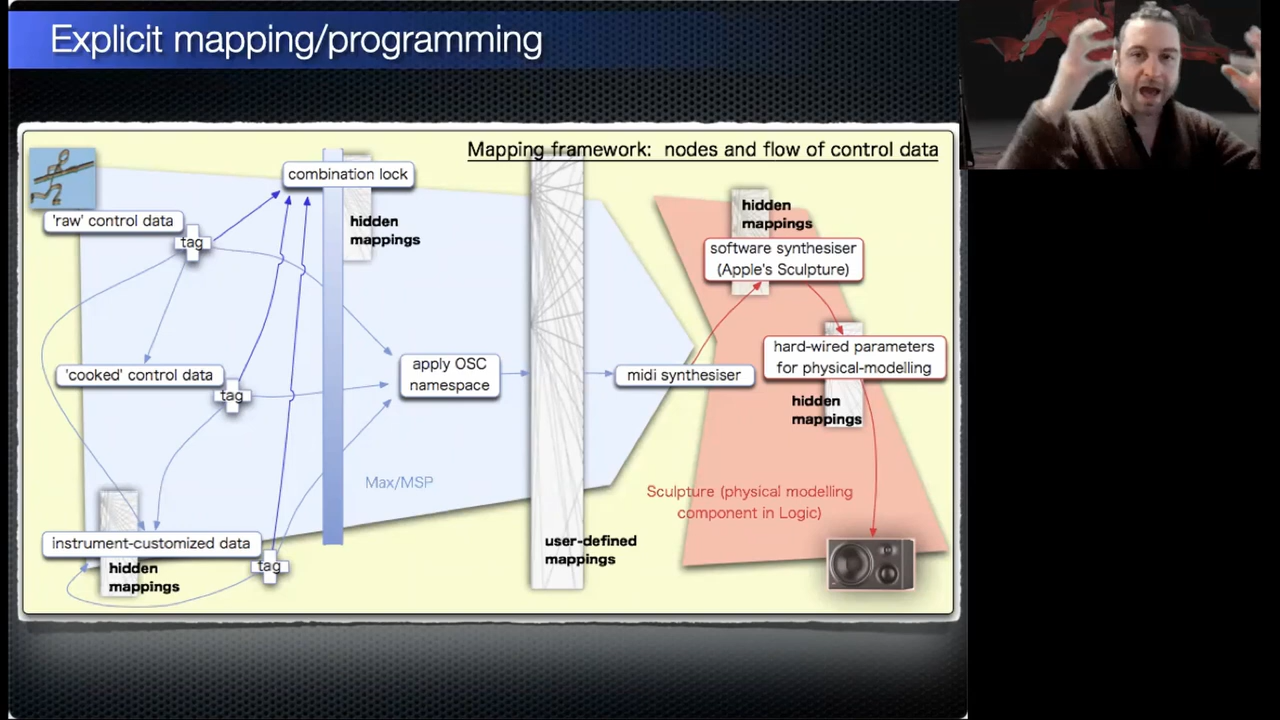 Explicit mapping/programming
Mapping framework: nodes and flow of control data
combination lock
'raw' control data
tag
hidden
mappings
hidden
mappings
software synthesiser
(Apple's Sculpture)
'cooked' control data
tag
apply OSC
namespace
midi synthesiser
hard-wired parameters
for physical-modelling
hidden
mappings
Max/MSP
Sculpture (physical modelling
component in Logic)
instrument-customized data
tag
hidden
mappings
user-defined
mappings